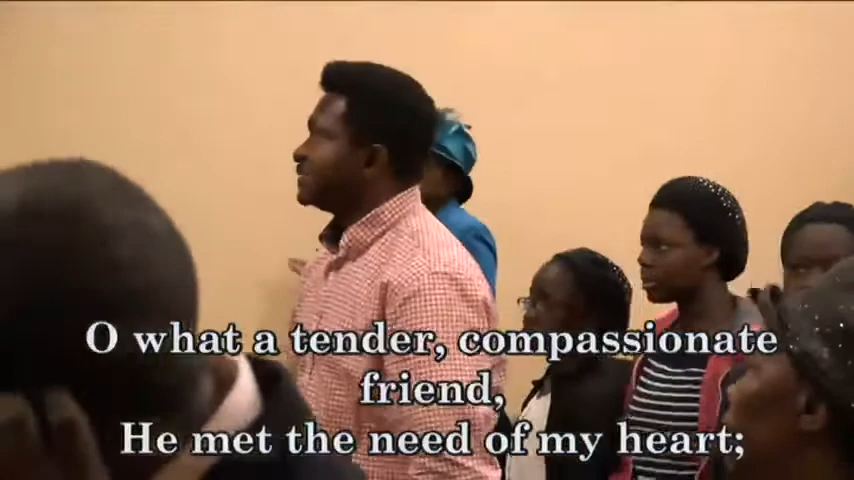 O what a tender, compassionate
friend,
He met the need of my heart;